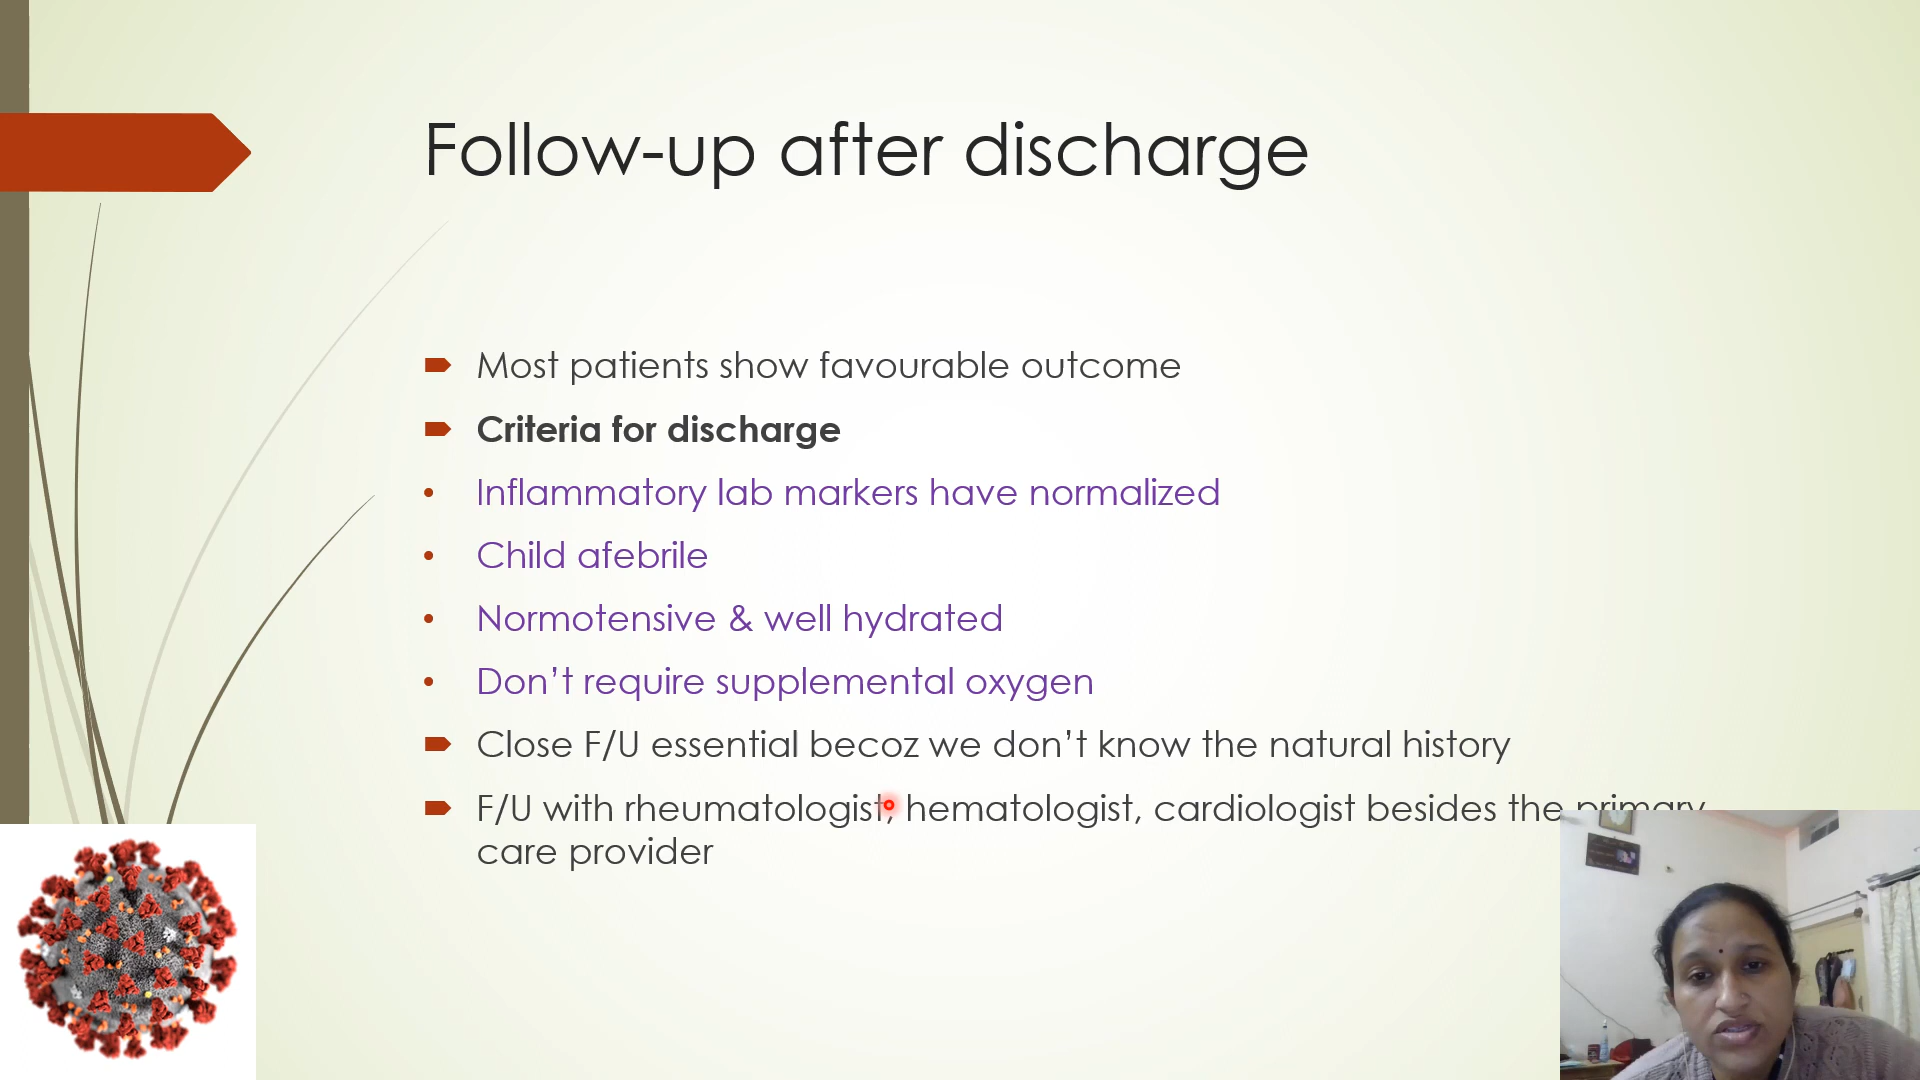 Follow-up after discharge
Most patients show favourable outcome
Criteria for discharge
Inflammatory lab markers have normalized
Child afebrile
Normotensive & well hydrated
Don’t require supplemental oxygen
Close F/U essential becoz we don’t know the natural history
F/U with rheumatologist, hematologist, cardiologist besides the primary
care provider